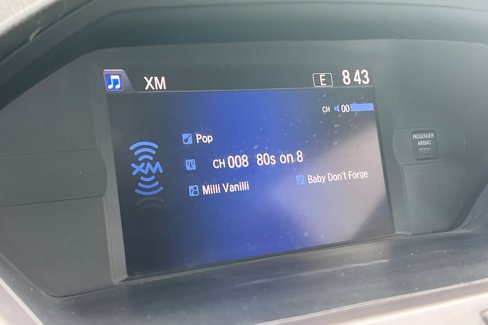 XM E 8 43
CH 00
Pop
XM CH 008 80s on 8
Milli Vanilli Baby Don't Forge
PASSENGER
AIRBAG